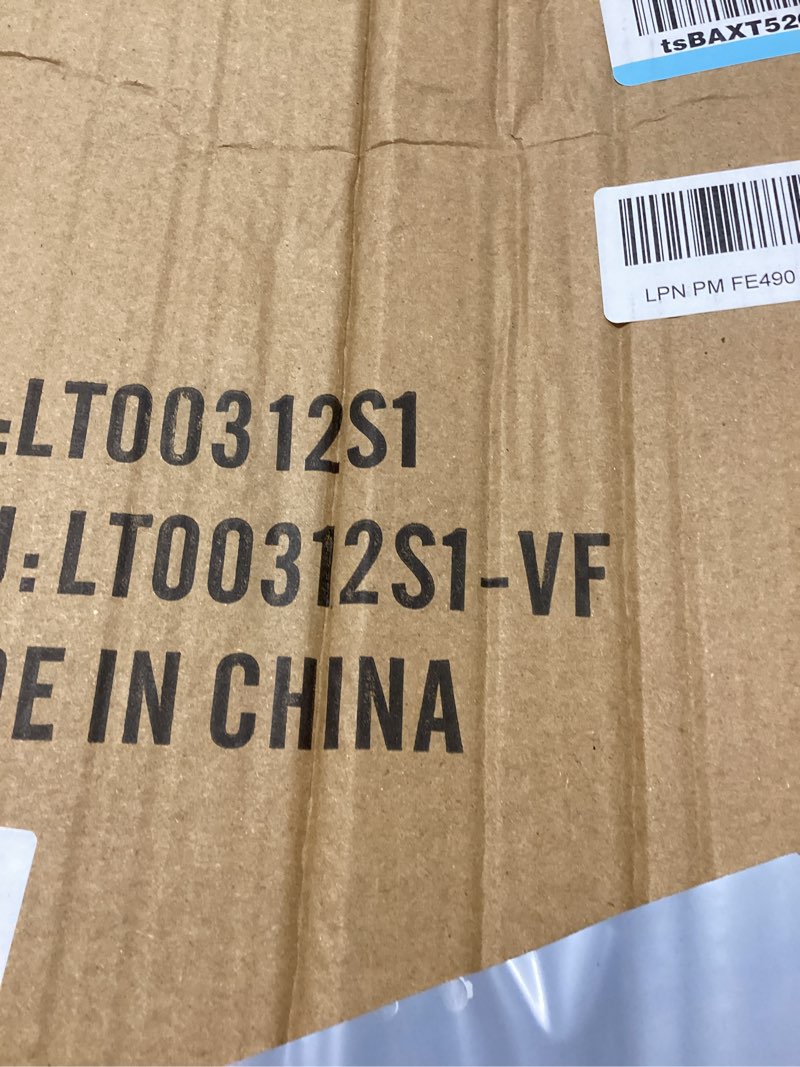 tsBAXT52
LPN PM FE490
:LT00312S1
U:LT00312S1-VF
DE IN CHINA